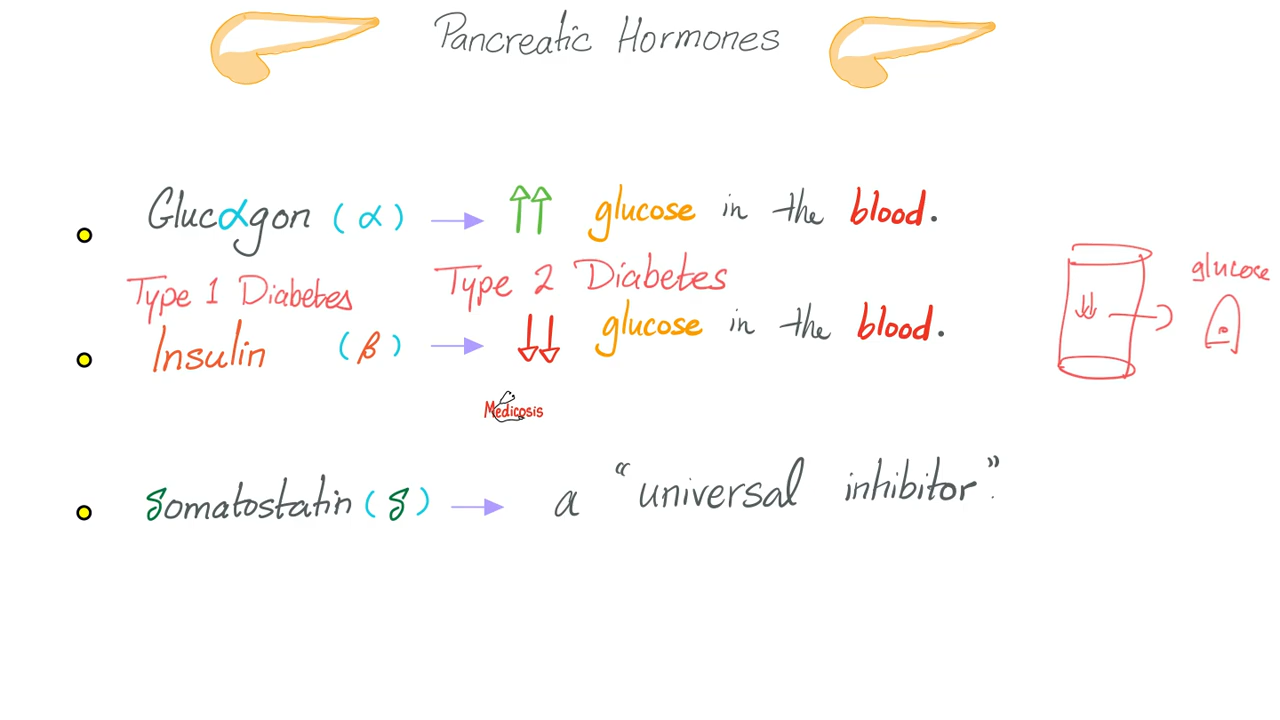 Pancreatic Hormones
Glucαgon (α) → ↑↑ glucose in the blood.
Type 1 Diabetes Type 2 Diabetes
Insulin (β) → ↓↓ glucose in the blood.
glucose
Medicosis
Somatostatin (δ) → a "universal inhibitor".